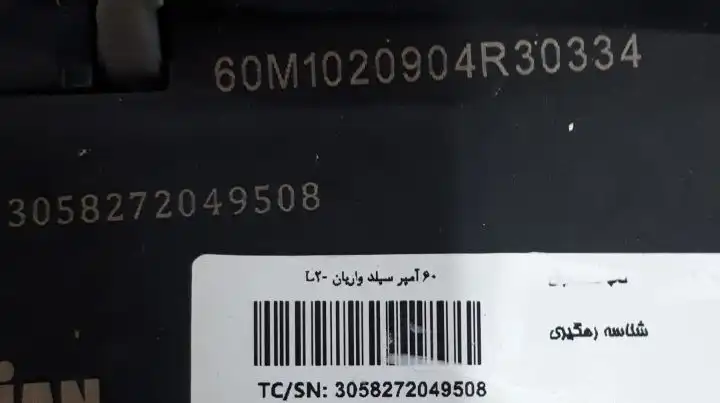 60M1020904R30334
3058272049508
۶۰ آمپر سیلد واریان -L2
شناسه رهگیری
TC/SN: 3058272049508